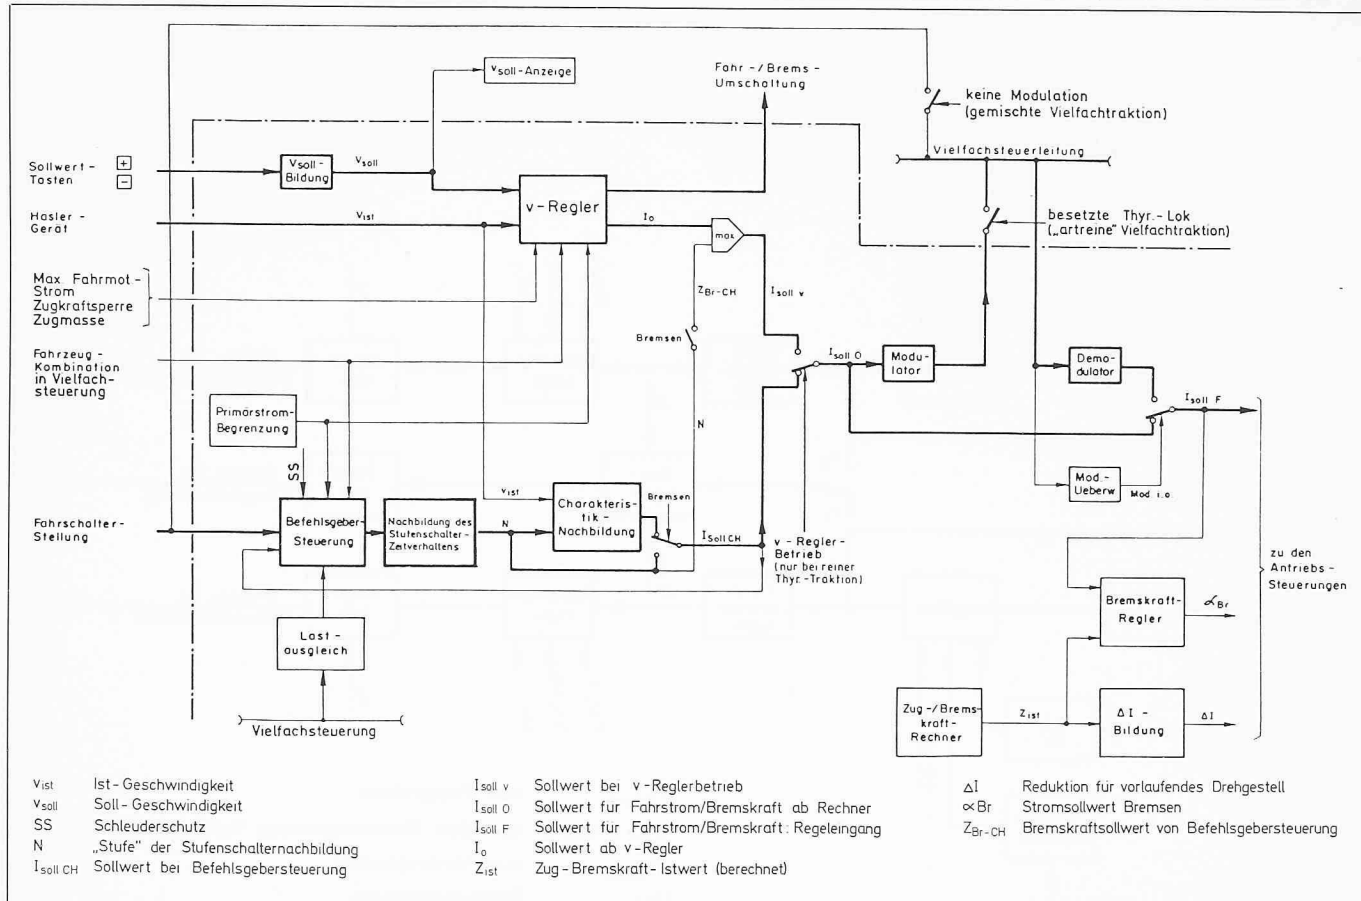 Fahr-/Brems-
Umschaltung
Vsoll-Anzeige
keine Modulation
(gemischte Vielfachtraktion)
Vielfachsteuerleitung
Sollwert-
Tasten
+
−
Vsoll-
Bildung
Vsoll
v-Regler
Hasler-
Gerät
Vist
Io
max.
besetzte Thyr.-Lok
(„artreine" Vielfachtraktion)
Max. Fahrmot-
Strom
Zugkraftsperre
Zugmasse
ZBr-CH
Isoll v
Bremsen
Fahrzeug-
Kombination
in Vielfach-
steuerung
Isoll O
Modu-
lator
Demo-
dulator
Isoll F
Primärstrom-
Begrenzung
N
SS
Mod.-
Ueberw.
Mod i.o.
Fahrschalter-
Stellung
Befehlsgeber-
Steuerung
Nachbildung des
Stufenschalter-
Zeitverhaltens
N
Vist
Charakteris-
tik-
Nachbildung
Bremsen
Isoll CH
v-Regler-
Betrieb
(nur bei reiner
Thyr.-Traktion)
zu den
Antriebs-
Steuerungen
Bremskraft-
Regler
∝Br
Last-
ausgleich
Vielfachsteuerung
Zug-/Brems-
kraft-
Rechner
Zist
ΔI-
Bildung
ΔI
Vist Ist-Geschwindigkeit
Vsoll Soll-Geschwindigkeit
SS Schleuderschutz
N „Stufe" der Stufenschalternachbildung
Isoll CH Sollwert bei Befehlsgebersteuerung
Isoll v Sollwert bei v-Reglerbetrieb
Isoll O Sollwert für Fahrstrom/Bremskraft ab Rechner
Isoll F Sollwert für Fahrstrom/Bremskraft: Regeleingang
Io Sollwert ab v-Regler
Zist Zug-Bremskraft-Istwert (berechnet)
ΔI Reduktion für vorlaufendes Drehgestell
∝Br Stromsollwert Bremsen
ZBr-CH Bremskraftsollwert von Befehlsgebersteuerung